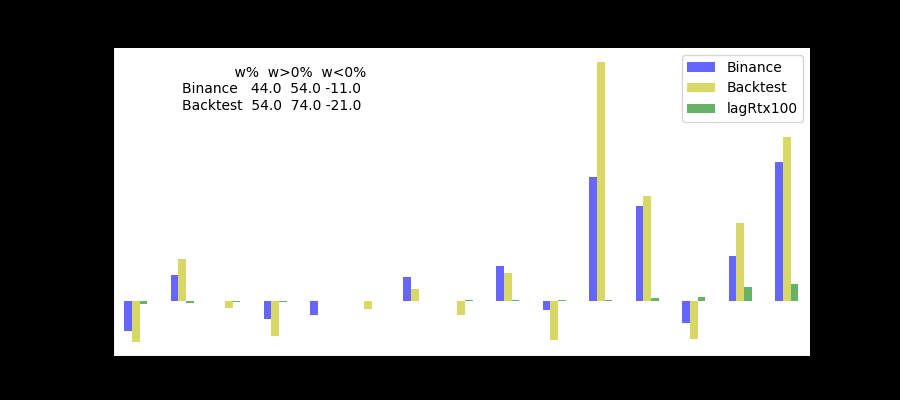 w% w>0% w<0%
Binance 44.0 54.0 -11.0
Backtest 54.0 74.0 -21.0
Binance
Backtest
lagRtx100